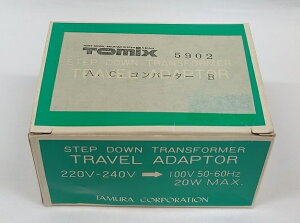 TOMIX 5902
A.C. コンバーター B
STEP DOWN TRANSFORMER
TRAVEL ADAPTOR
220V-240V → 100V 50-60Hz
20W MAX.
TAMURA CORPORATION